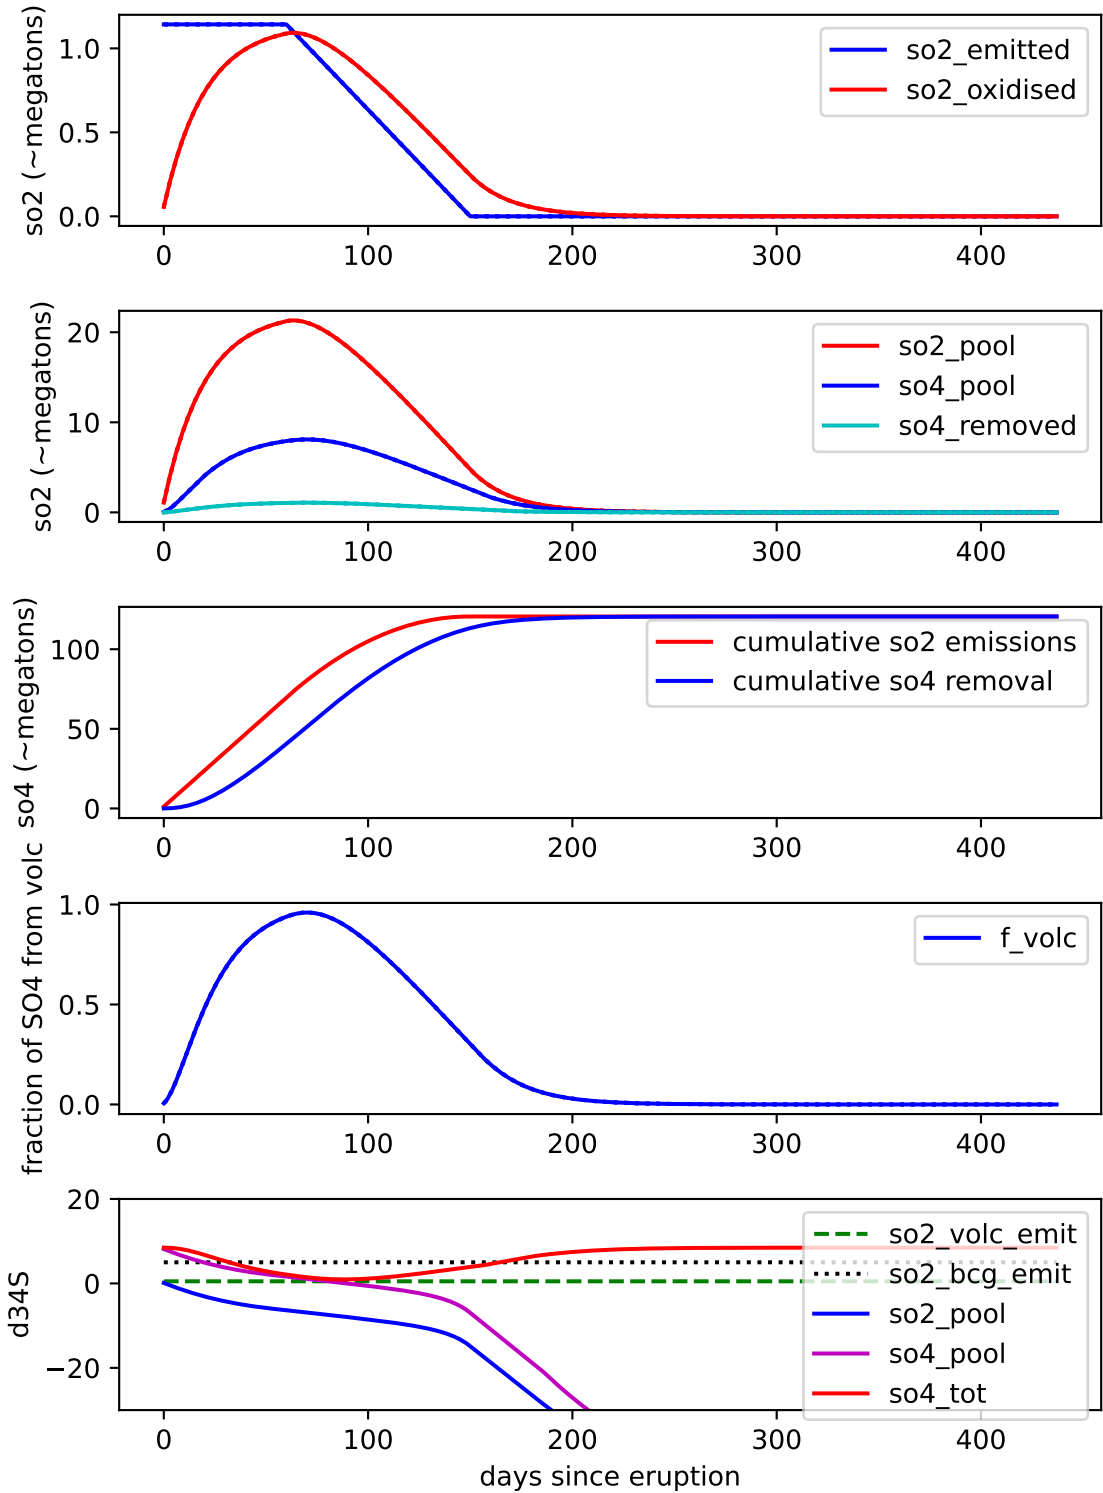 so2 (~megatons)
1.0
0.5
0.0
so2_emitted
so2_oxidised
0 100 200 300 400
so2 (~megatons)
20
10
0
so2_pool
so4_pool
so4_removed
0 100 200 300 400
so4 (~megatons)
100
50
0
cumulative so2 emissions
cumulative so4 removal
0 100 200 300 400
fraction of SO4 from volc
1.0
0.5
0.0
f_volc
0 100 200 300 400
d34S
20
0
−20
so2_volc_emit
so2_bcg_emit
so2_pool
so4_pool
so4_tot
0 100 200 300 400
days since eruption